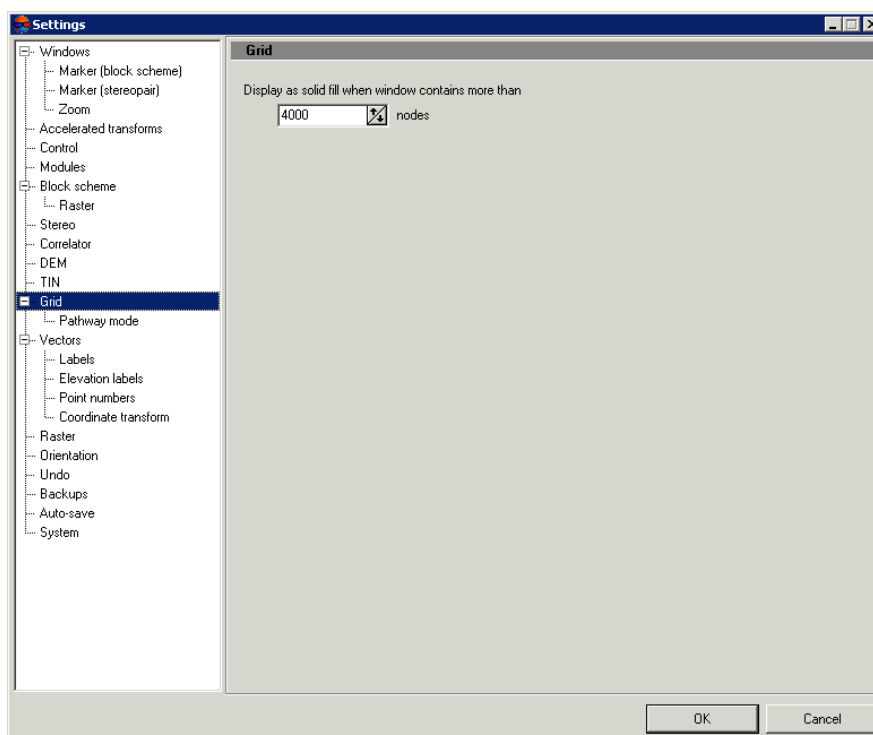 Settings
Windows
Marker (block scheme)
Marker (stereopair)
Zoom
Accelerated transforms
Control
Modules
Block scheme
Raster
Stereo
Correlator
DEM
TIN
Grid
Pathway mode
Vectors
Labels
Elevation labels
Point numbers
Coordinate transform
Raster
Orientation
Undo
Backups
Auto-save
System
Grid
Display as solid fill when window contains more than
4000 nodes
OK Cancel